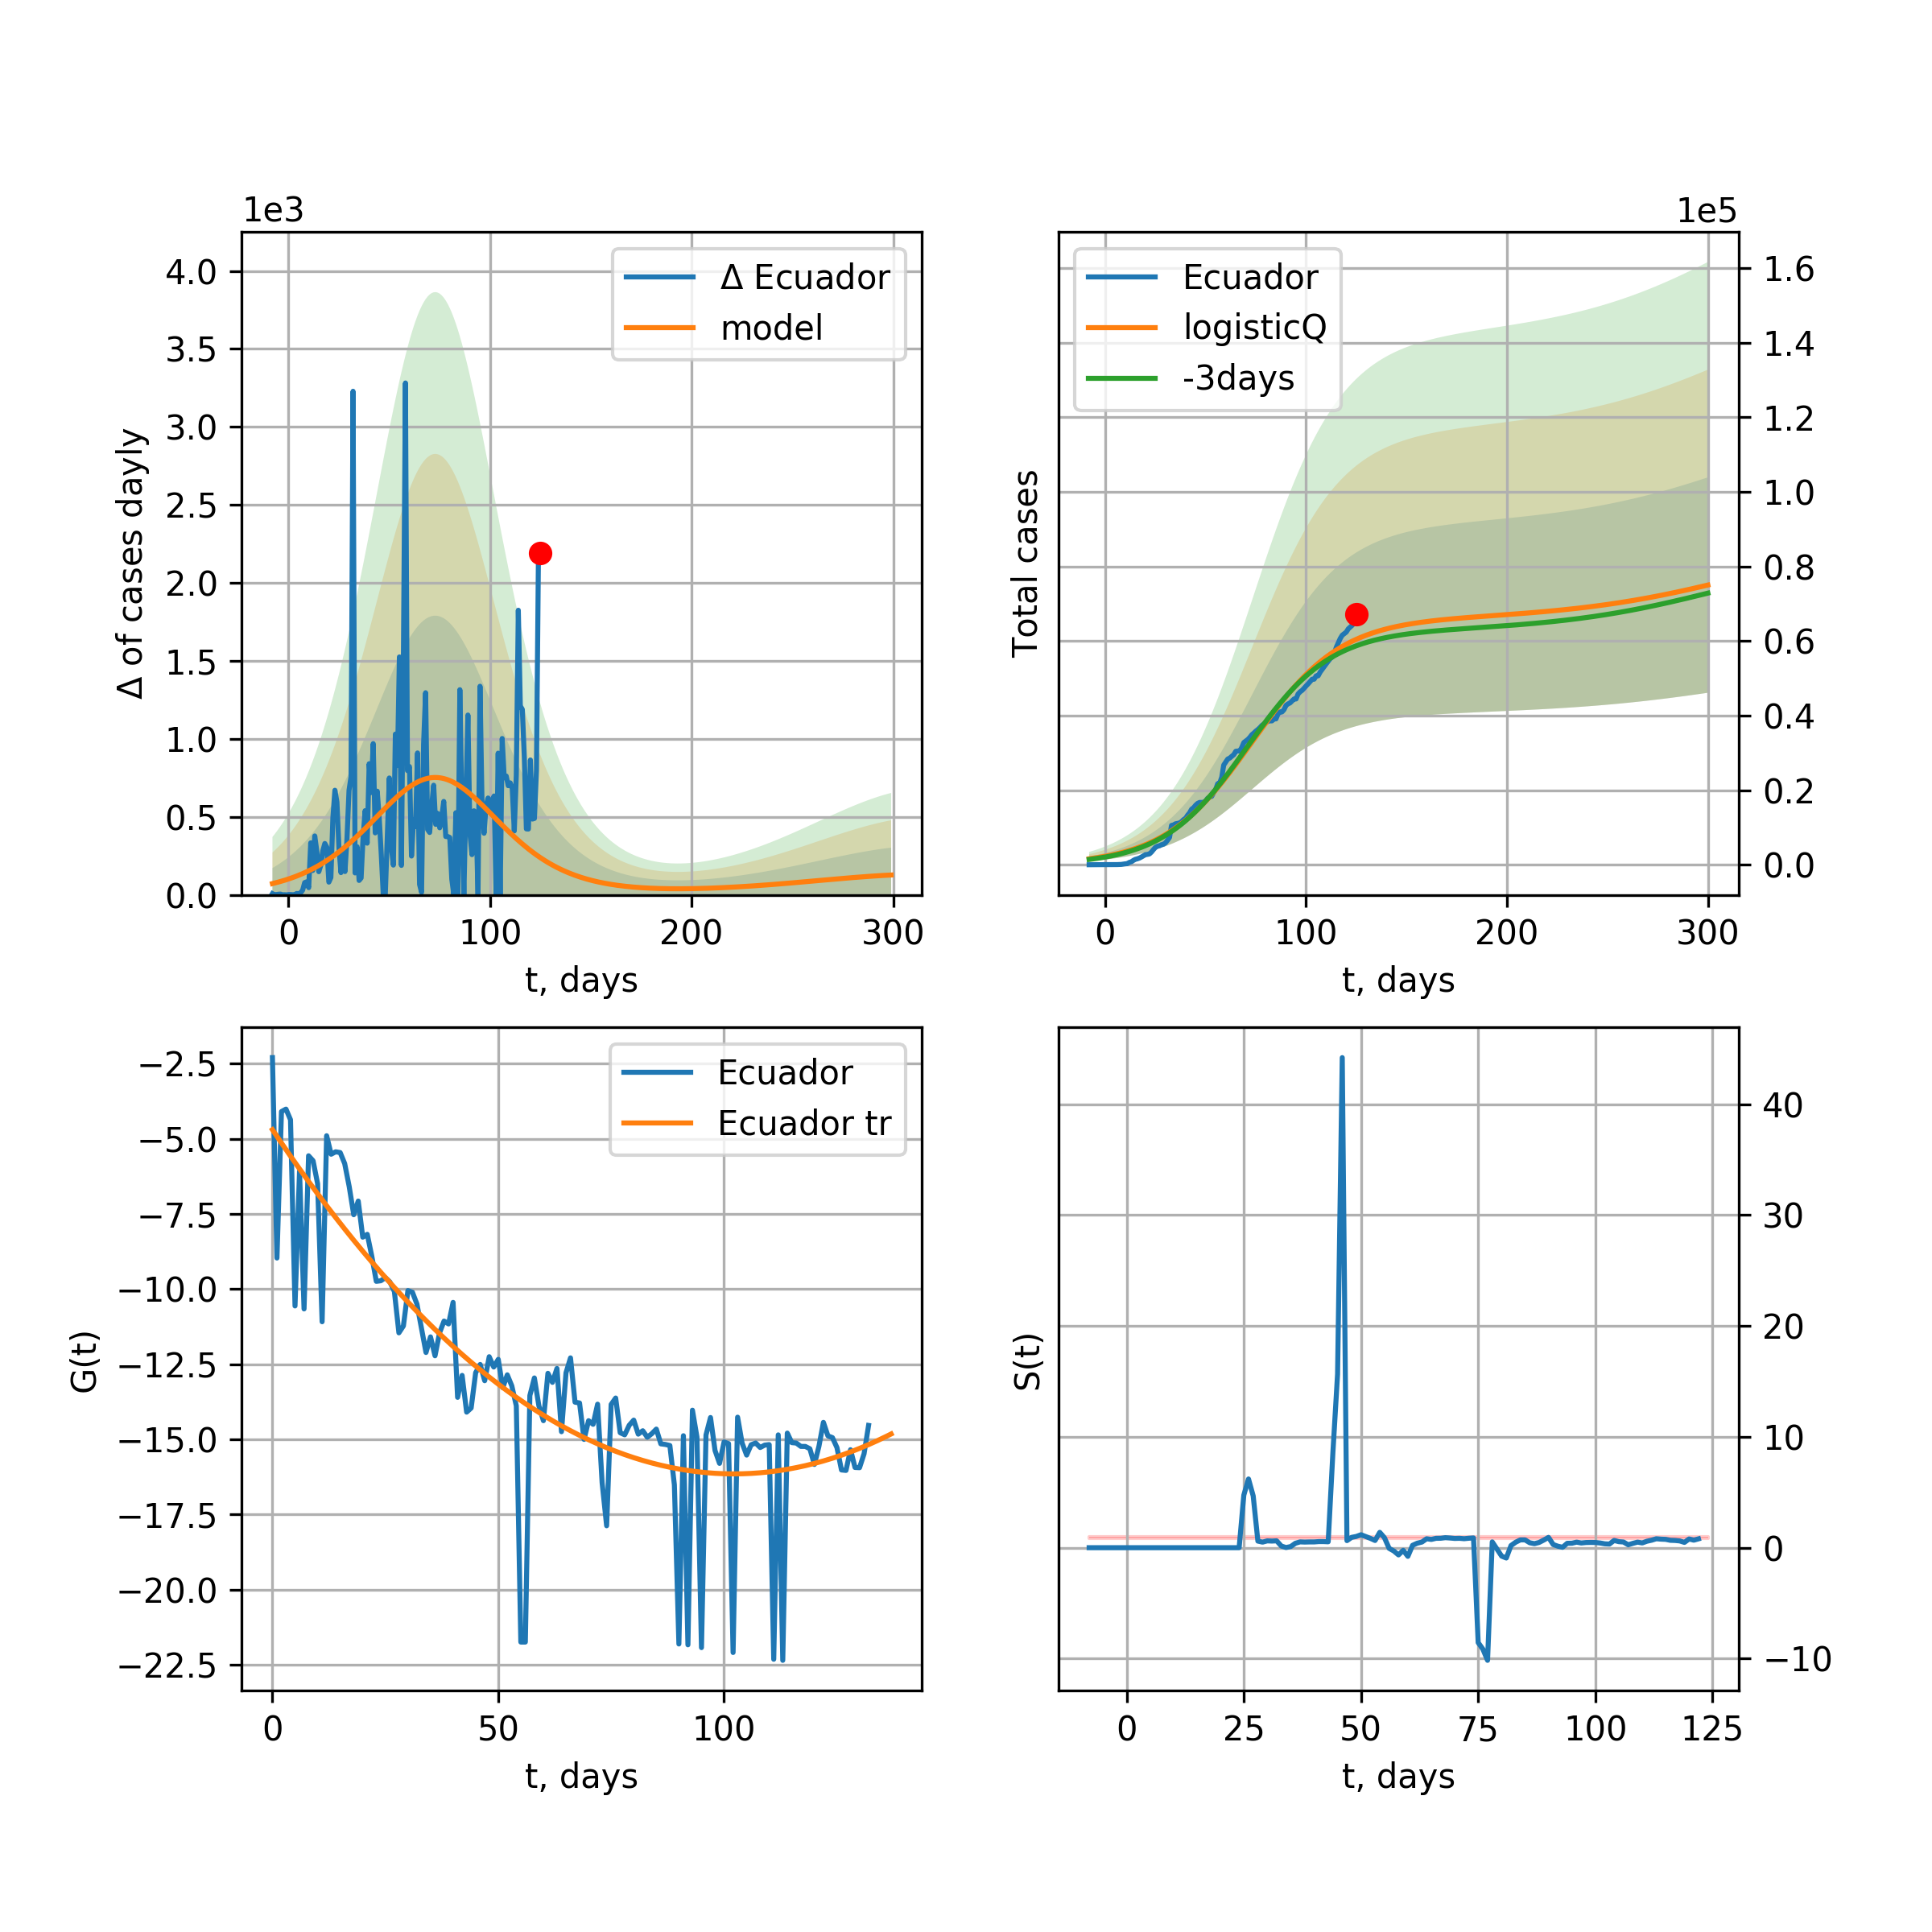 1e3
4.0
3.5
3.0
2.5
2.0
1.5
1.0
0.5
0.0
Δ of cases dayly
Δ Ecuador
model
0 100 200 300
t, days
1e5
Ecuador
logisticQ
-3days
Total cases
1.6
1.4
1.2
1.0
0.8
0.6
0.4
0.2
0.0
0 100 200 300
t, days
−2.5
−5.0
−7.5
−10.0
−12.5
−15.0
−17.5
−20.0
−22.5
G(t)
Ecuador
Ecuador tr
0 50 100
t, days
S(t)
40
30
20
10
0
−10
0 25 50 75 100 125
t, days